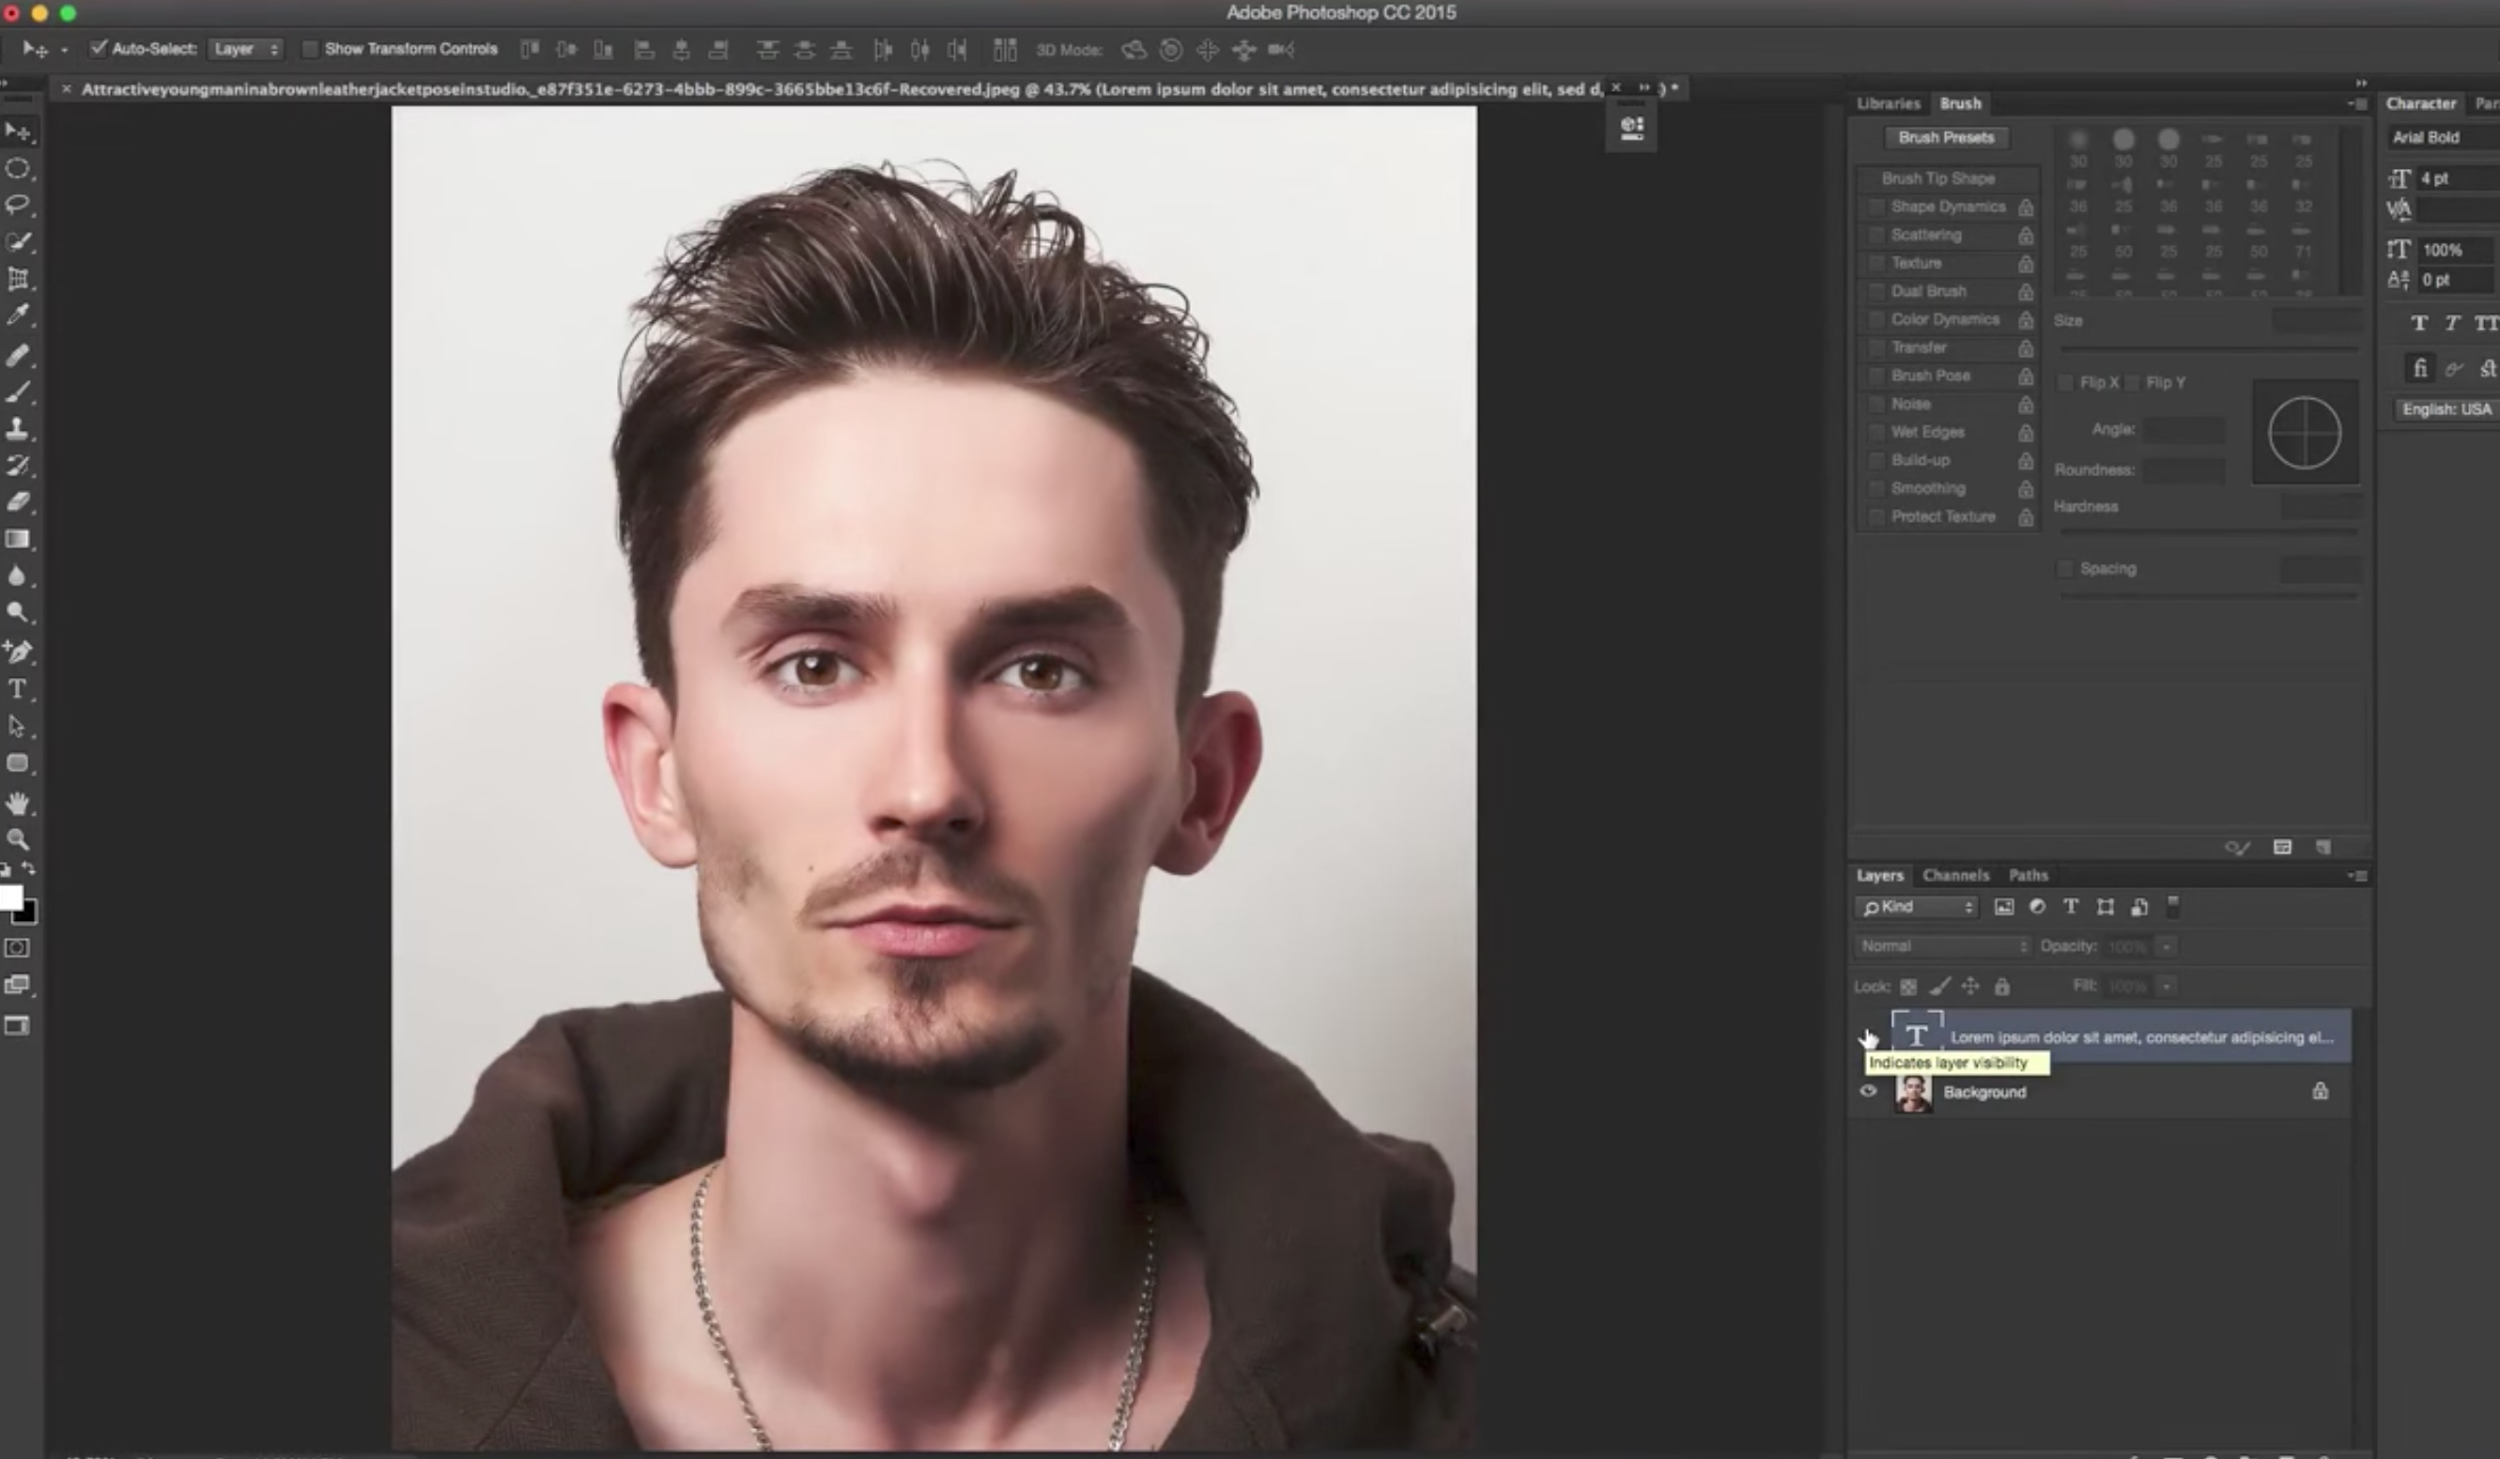 Adobe Photoshop CC 2015
Auto-Select: Layer Show Transform Controls 3D Mode:
Attractiveyoungmaninabrownleatherjacketposeinstudio._e87f351e-6273-4bbb-899c-3665bbe13c6f-Recovered.jpeg @ 43.7% (Lorem ipsum dolor sit amet, consectetur adipisicing elit, sed d, ) *
Libraries Brush
Brush Presets
30 30 30 25 25 25
Brush Tip Shape
Shape Dynamics
36 25 36 36 36 32
Scattering
25 50 25 25 50 71
Texture
Dual Brush
Color Dynamics
Size
Transfer
Brush Pose
Flip X Flip Y
Noise
Wet Edges
Angle:
Build-up
Roundness:
Smoothing
Hardness
Protect Texture
Spacing
Character
Arial Bold
4 pt
100%
0 pt
T T TT
fi
st
English: USA
Layers Channels Paths
Kind
Normal Opacity: 100%
Lock: Fill: 100%
T Lorem ipsum dolor sit amet, consectetur adipisicing el...
Indicates layer visibility
Background